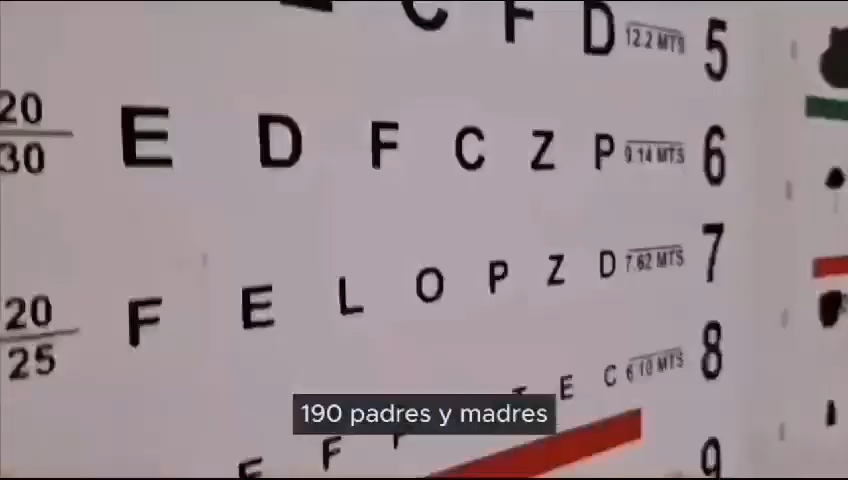 C F D 12.2 MTS 5
20
30 E D F C Z P 9.14 MTS 6
20
25 F E L O P Z D 7.62 MTS 7
E C 6.10 MTS 8
190 padres y madres
9